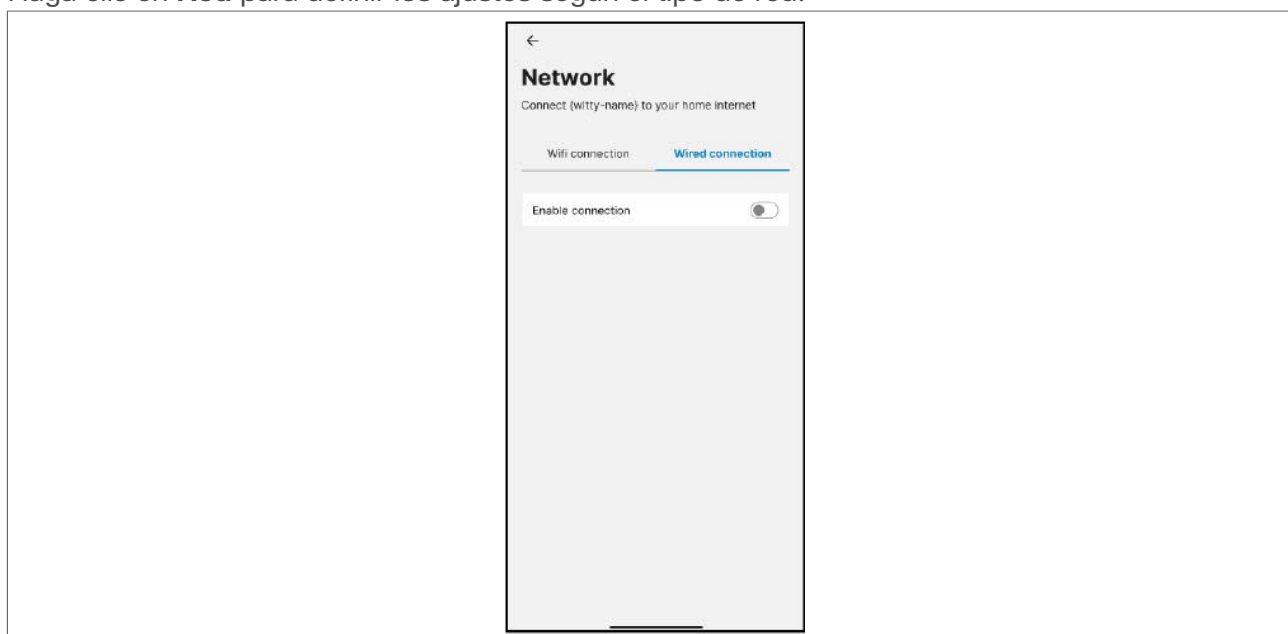 Haga clic en Red para definir los ajustes según el tipo de red.
Network
Connect {witty-name} to your home internet
Wifi connection Wired connection
Enable connection